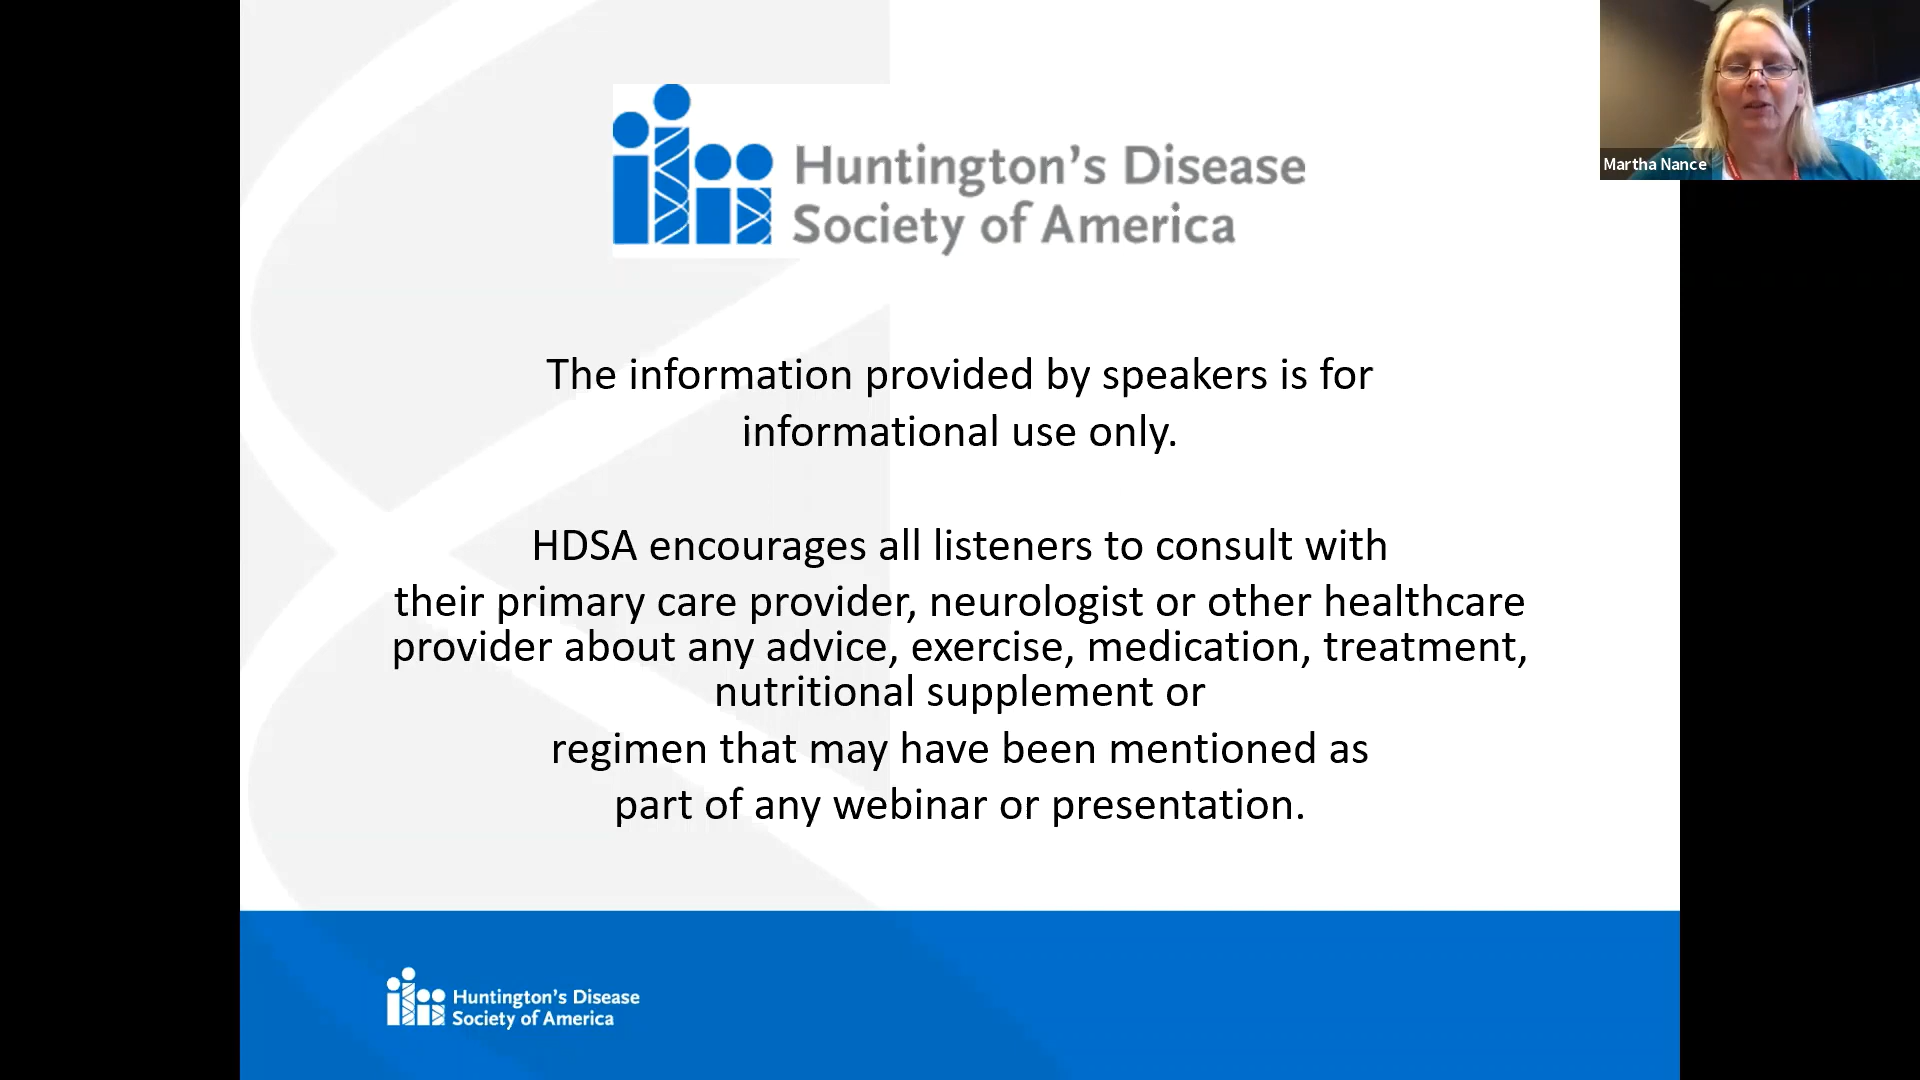 Huntington's Disease
Society of America
Martha Nance
The information provided by speakers is for
informational use only.
HDSA encourages all listeners to consult with
their primary care provider, neurologist or other healthcare
provider about any advice, exercise, medication, treatment,
nutritional supplement or
regimen that may have been mentioned as
part of any webinar or presentation.
Huntington's Disease
Society of America